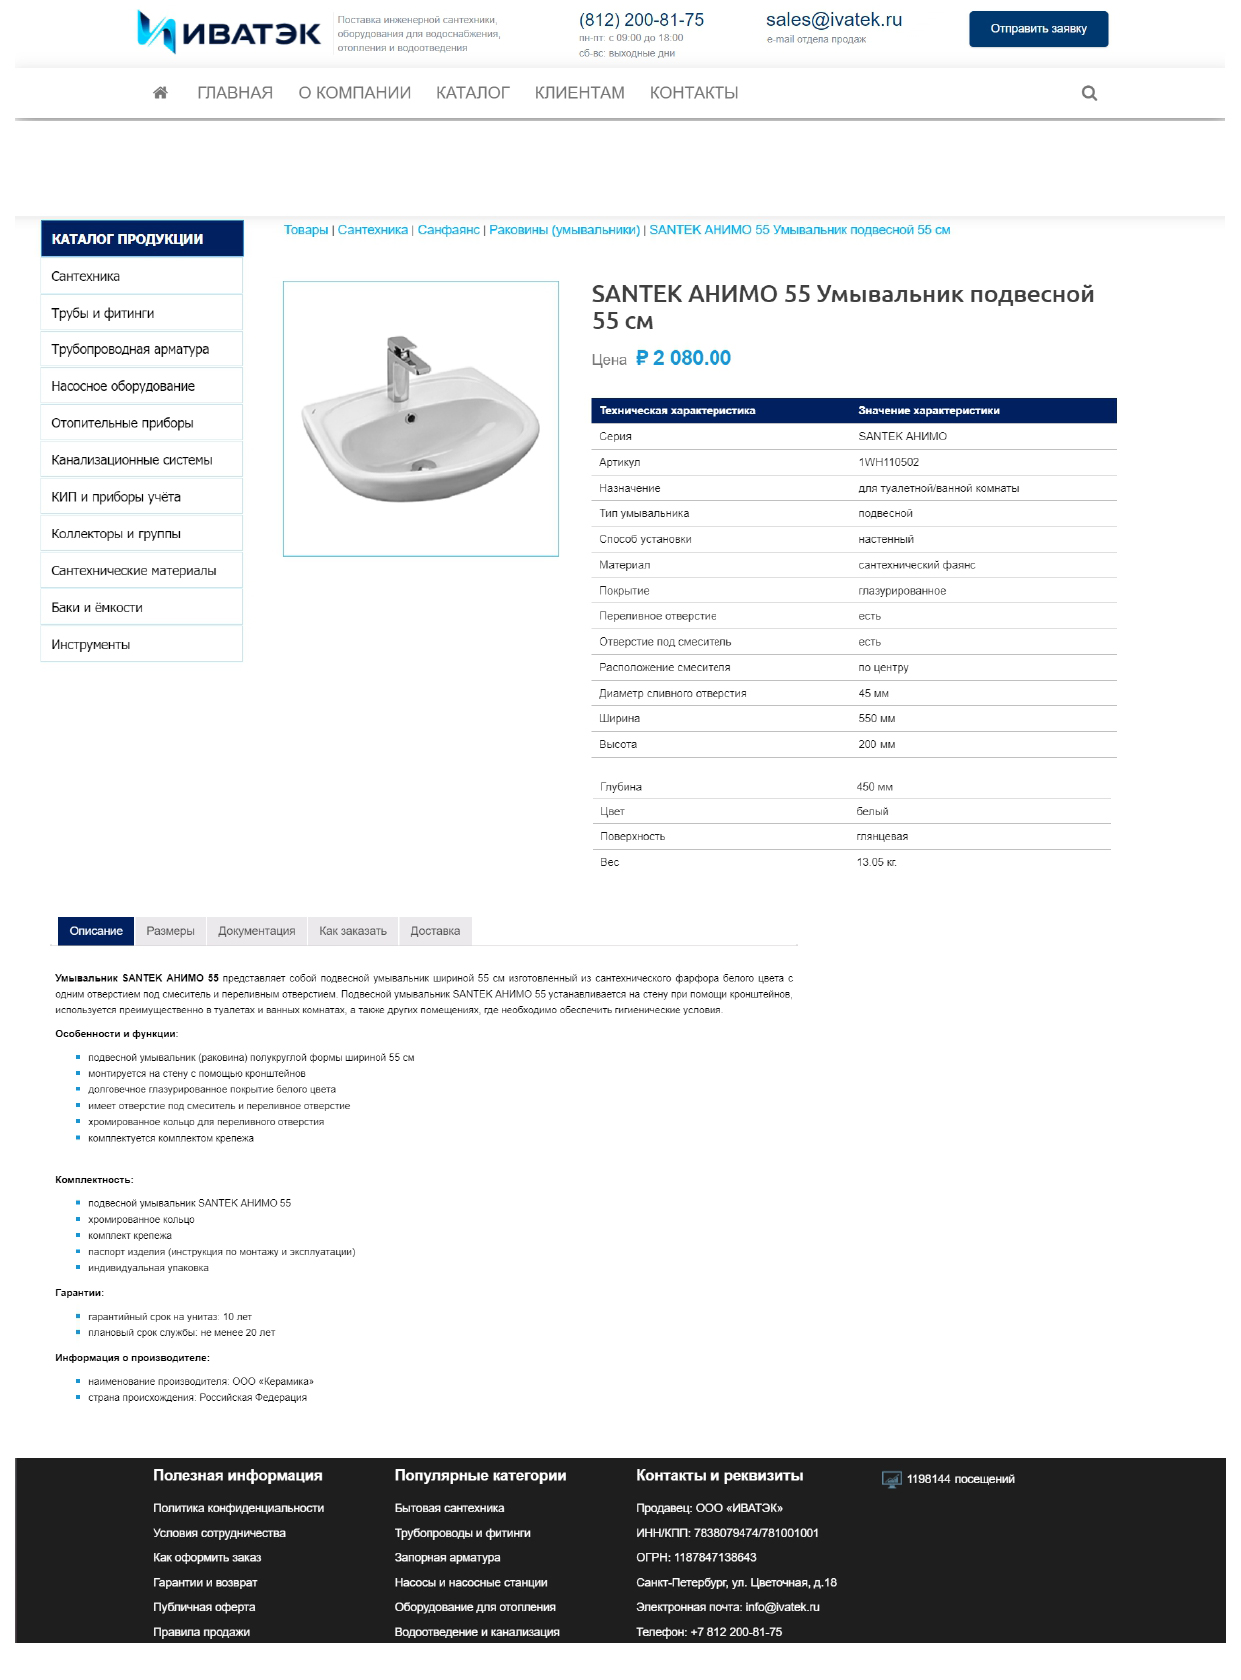 ИВАТЭК
Поставка инженерной сантехники,
оборудования для водоснабжения,
отопления и водоотведения
(812) 200-81-75
пн-пт: с 09:00 до 18:00
сб-вс: выходные дни
sales@ivatek.ru
e-mail отдела продаж
Отправить заявку
ГЛАВНАЯ О КОМПАНИИ КАТАЛОГ КЛИЕНТАМ КОНТАКТЫ
КАТАЛОГ ПРОДУКЦИИ
Сантехника
Трубы и фитинги
Трубопроводная арматура
Насосное оборудование
Отопительные приборы
Канализационные системы
КИП и приборы учёта
Коллекторы и группы
Сантехнические материалы
Баки и ёмкости
Инструменты
Товары | Сантехника | Санфаянс | Раковины (умывальники) | SANTEK АНИМО 55 Умывальник подвесной 55 см
SANTEK АНИМО 55 Умывальник подвесной
55 см
Цена ₽ 2 080.00
Техническая характеристика Значение характеристики
Серия SANTEK АНИМО
Артикул 1WH110502
Назначение для туалетной/ванной комнаты
Тип умывальника подвесной
Способ установки настенный
Материал сантехнический фаянс
Покрытие глазурированное
Переливное отверстие есть
Отверстие под смеситель есть
Расположение смесителя по центру
Диаметр сливного отверстия 45 мм
Ширина 550 мм
Высота 200 мм
Глубина 450 мм
Цвет белый
Поверхность глянцевая
Вес 13.05 кг.
Описание Размеры Документация Как заказать Доставка
Умывальник SANTEK АНИМО 55 представляет собой подвесной умывальник шириной 55 см изготовленный из сантехнического фарфора белого цвета с
одним отверстием под смеситель и переливным отверстием. Подвесной умывальник SANTEK АНИМО 55 устанавливается на стену при помощи кронштейнов,
используется преимущественно в туалетах и ванных комнатах, а также других помещениях, где необходимо обеспечить гигиенические условия.
Особенности и функции:
подвесной умывальник (раковина) полукруглой формы шириной 55 см
монтируется на стену с помощью кронштейнов
долговечное глазурированное покрытие белого цвета
имеет отверстие под смеситель и переливное отверстие
хромированное кольцо для переливного отверстия
комплектуется комплектом крепежа
Комплектность:
подвесной умывальник SANTEK АНИМО 55
хромированное кольцо
комплект крепежа
паспорт изделия (инструкция по монтажу и эксплуатации)
индивидуальная упаковка
Гарантии:
гарантийный срок на унитаз: 10 лет
плановый срок службы: не менее 20 лет
Информация о производителе:
наименование производителя: ООО «Керамика»
страна происхождения: Российская Федерация
Полезная информация
Политика конфиденциальности
Условия сотрудничества
Как оформить заказ
Гарантии и возврат
Публичная оферта
Правила продажи
Популярные категории
Бытовая сантехника
Трубопроводы и фитинги
Запорная арматура
Насосы и насосные станции
Оборудование для отопления
Водоотведение и канализация
Контакты и реквизиты
Продавец: ООО «ИВАТЭК»
ИНН/КПП: 7838079474/781001001
ОГРН: 1187847138643
Санкт-Петербург, ул. Цветочная, д.18
Электронная почта: info@ivatek.ru
Телефон: +7 812 200-81-75
1198144 посещений